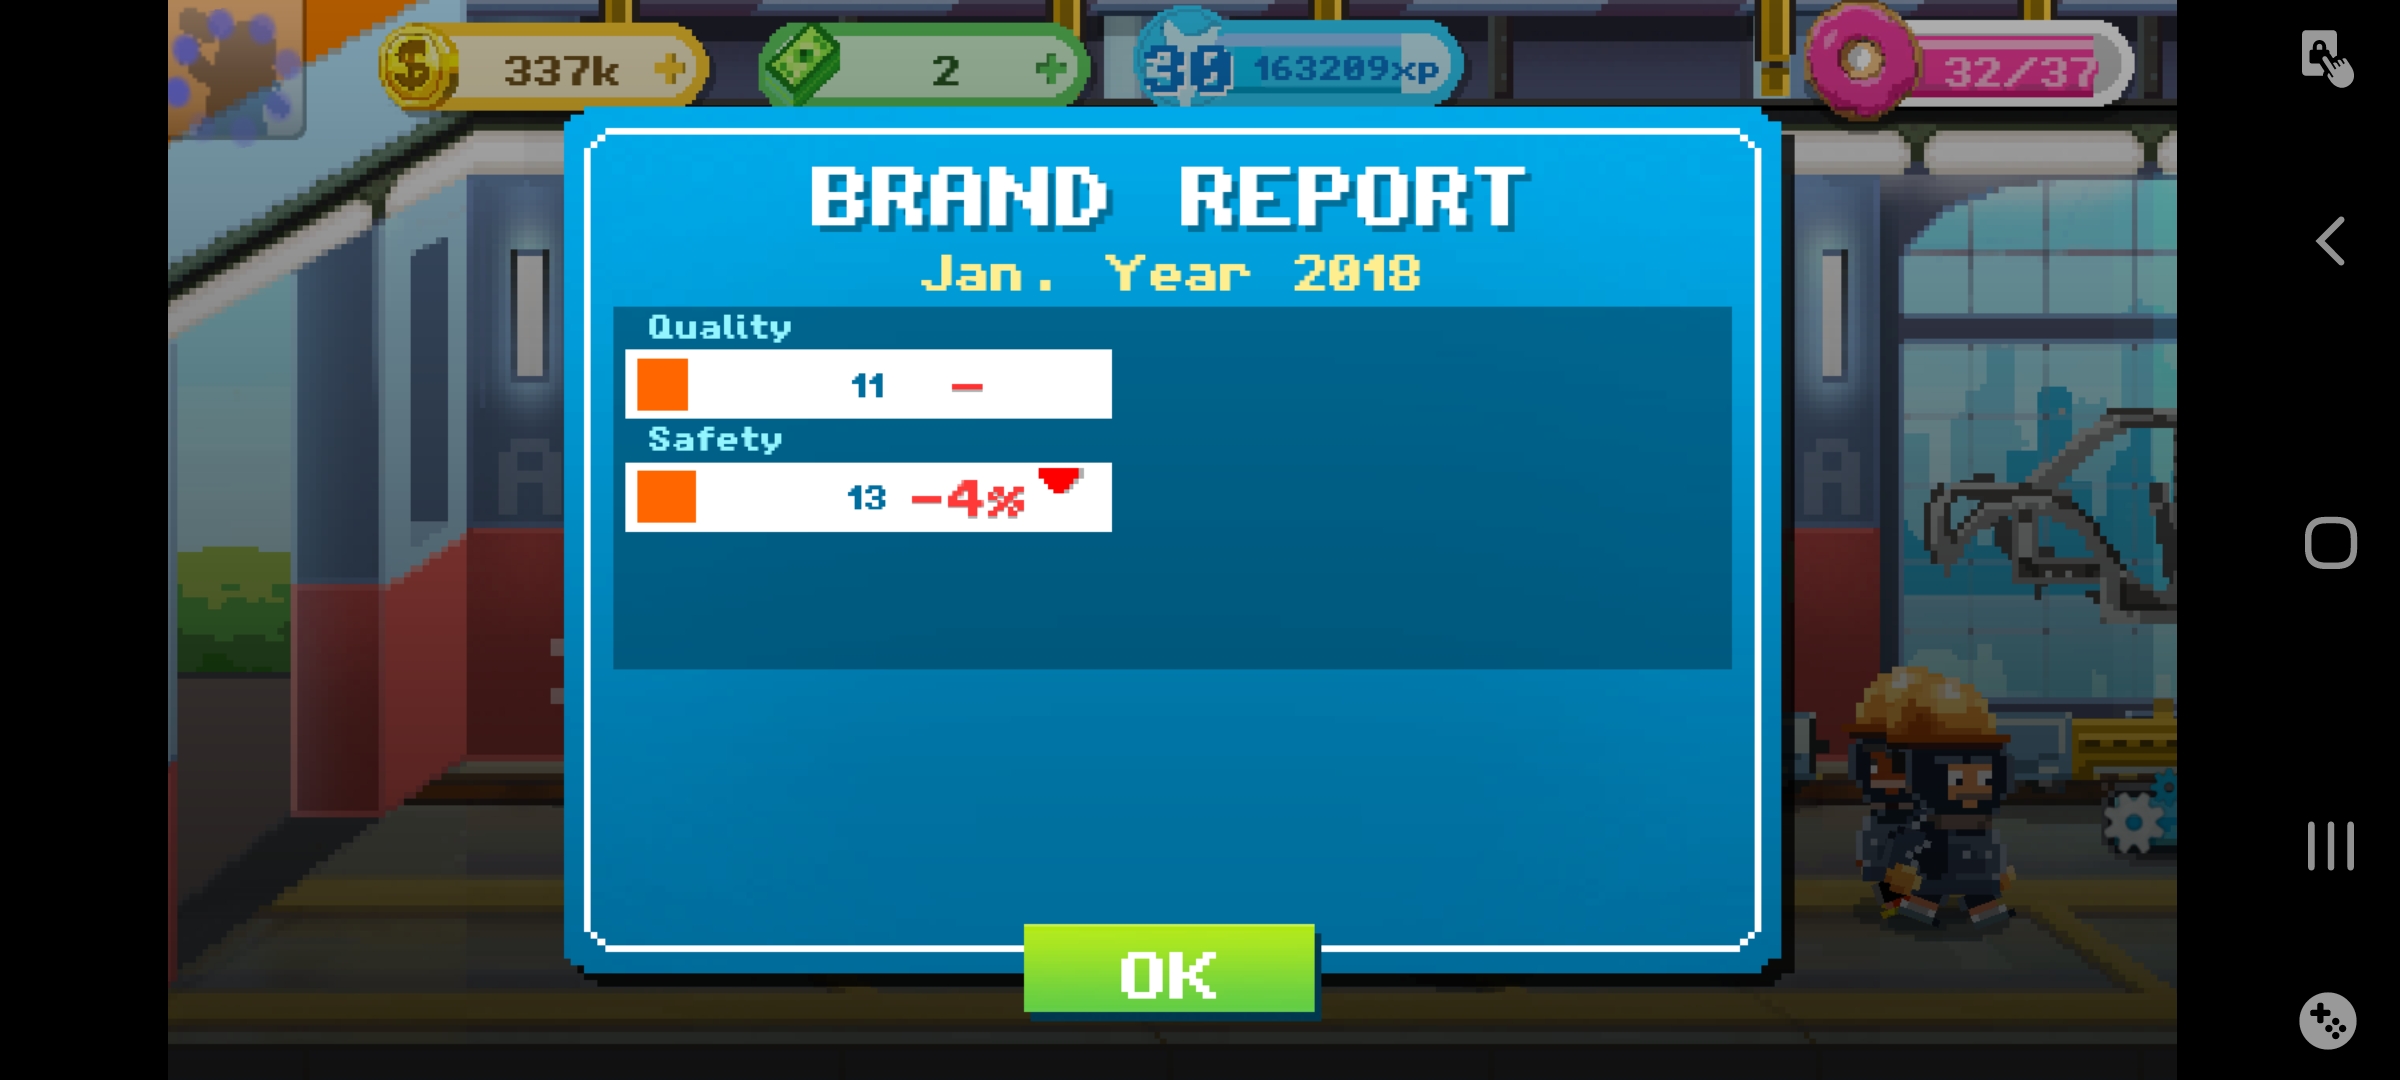 337k +
2 +
30 163209xp
32/37
BRAND REPORT
Jan. Year 2018
Quality
11 -
Safety
13 -4%
A
A
OK